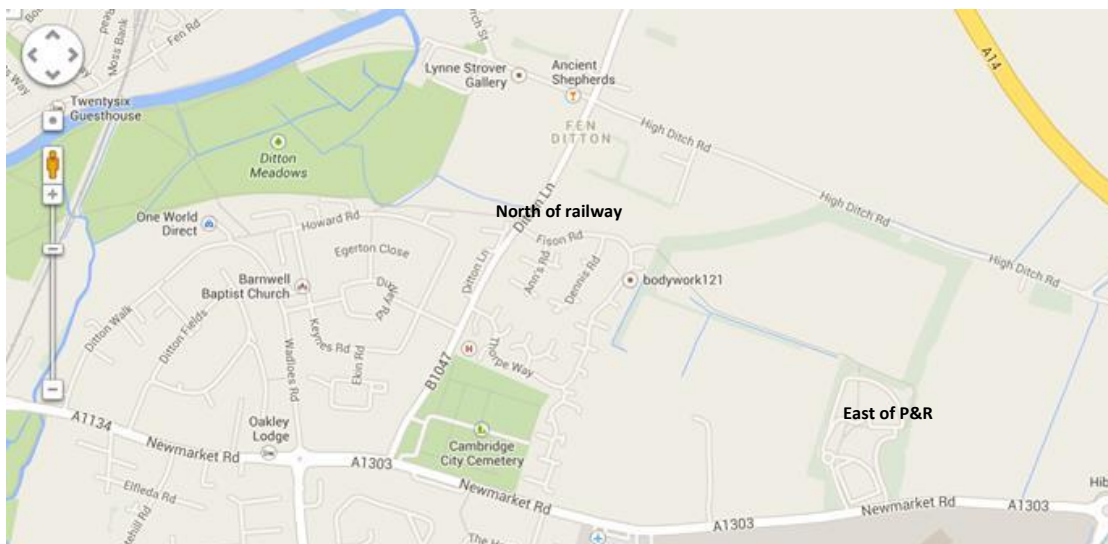 Fen Rd
Moss Bank
Twentysix
Guesthouse
Lynne Strover
Gallery
Ancient
Shepherds
FEN
DITTON
A14
High Ditch Rd
High Ditch Rd
High Ditch Rd
Ditton
Meadows
One World
Direct
Howard Rd
Ditton Ln
North of railway
Fison Rd
Egerton Close
Ditton Ln
Ann's Rd
Dennis Rd
bodywork121
Barnwell
Baptist Church
Ditton Walk
Ditton Fields
Keynes Rd
Wadloes Rd
Ekin Rd
B1047
H
Thorpe Way
East of P&R
A1134
Newmarket Rd
Oakley
Lodge
A1303
Cambridge
City Cemetery
Newmarket Rd
A1303
Newmarket Rd
A1303
Elfleda Rd